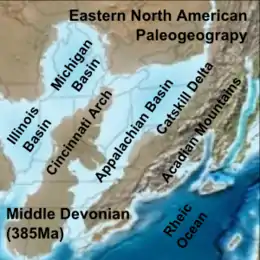 Eastern North American
Paleogeograpy
Michigan
Basin
Illinois
Basin
Cincinnati Arch
Appalachian Basin
Catskill Delta
Acadian Mountains
Middle Devonian
(385Ma)
Rheic
Ocean